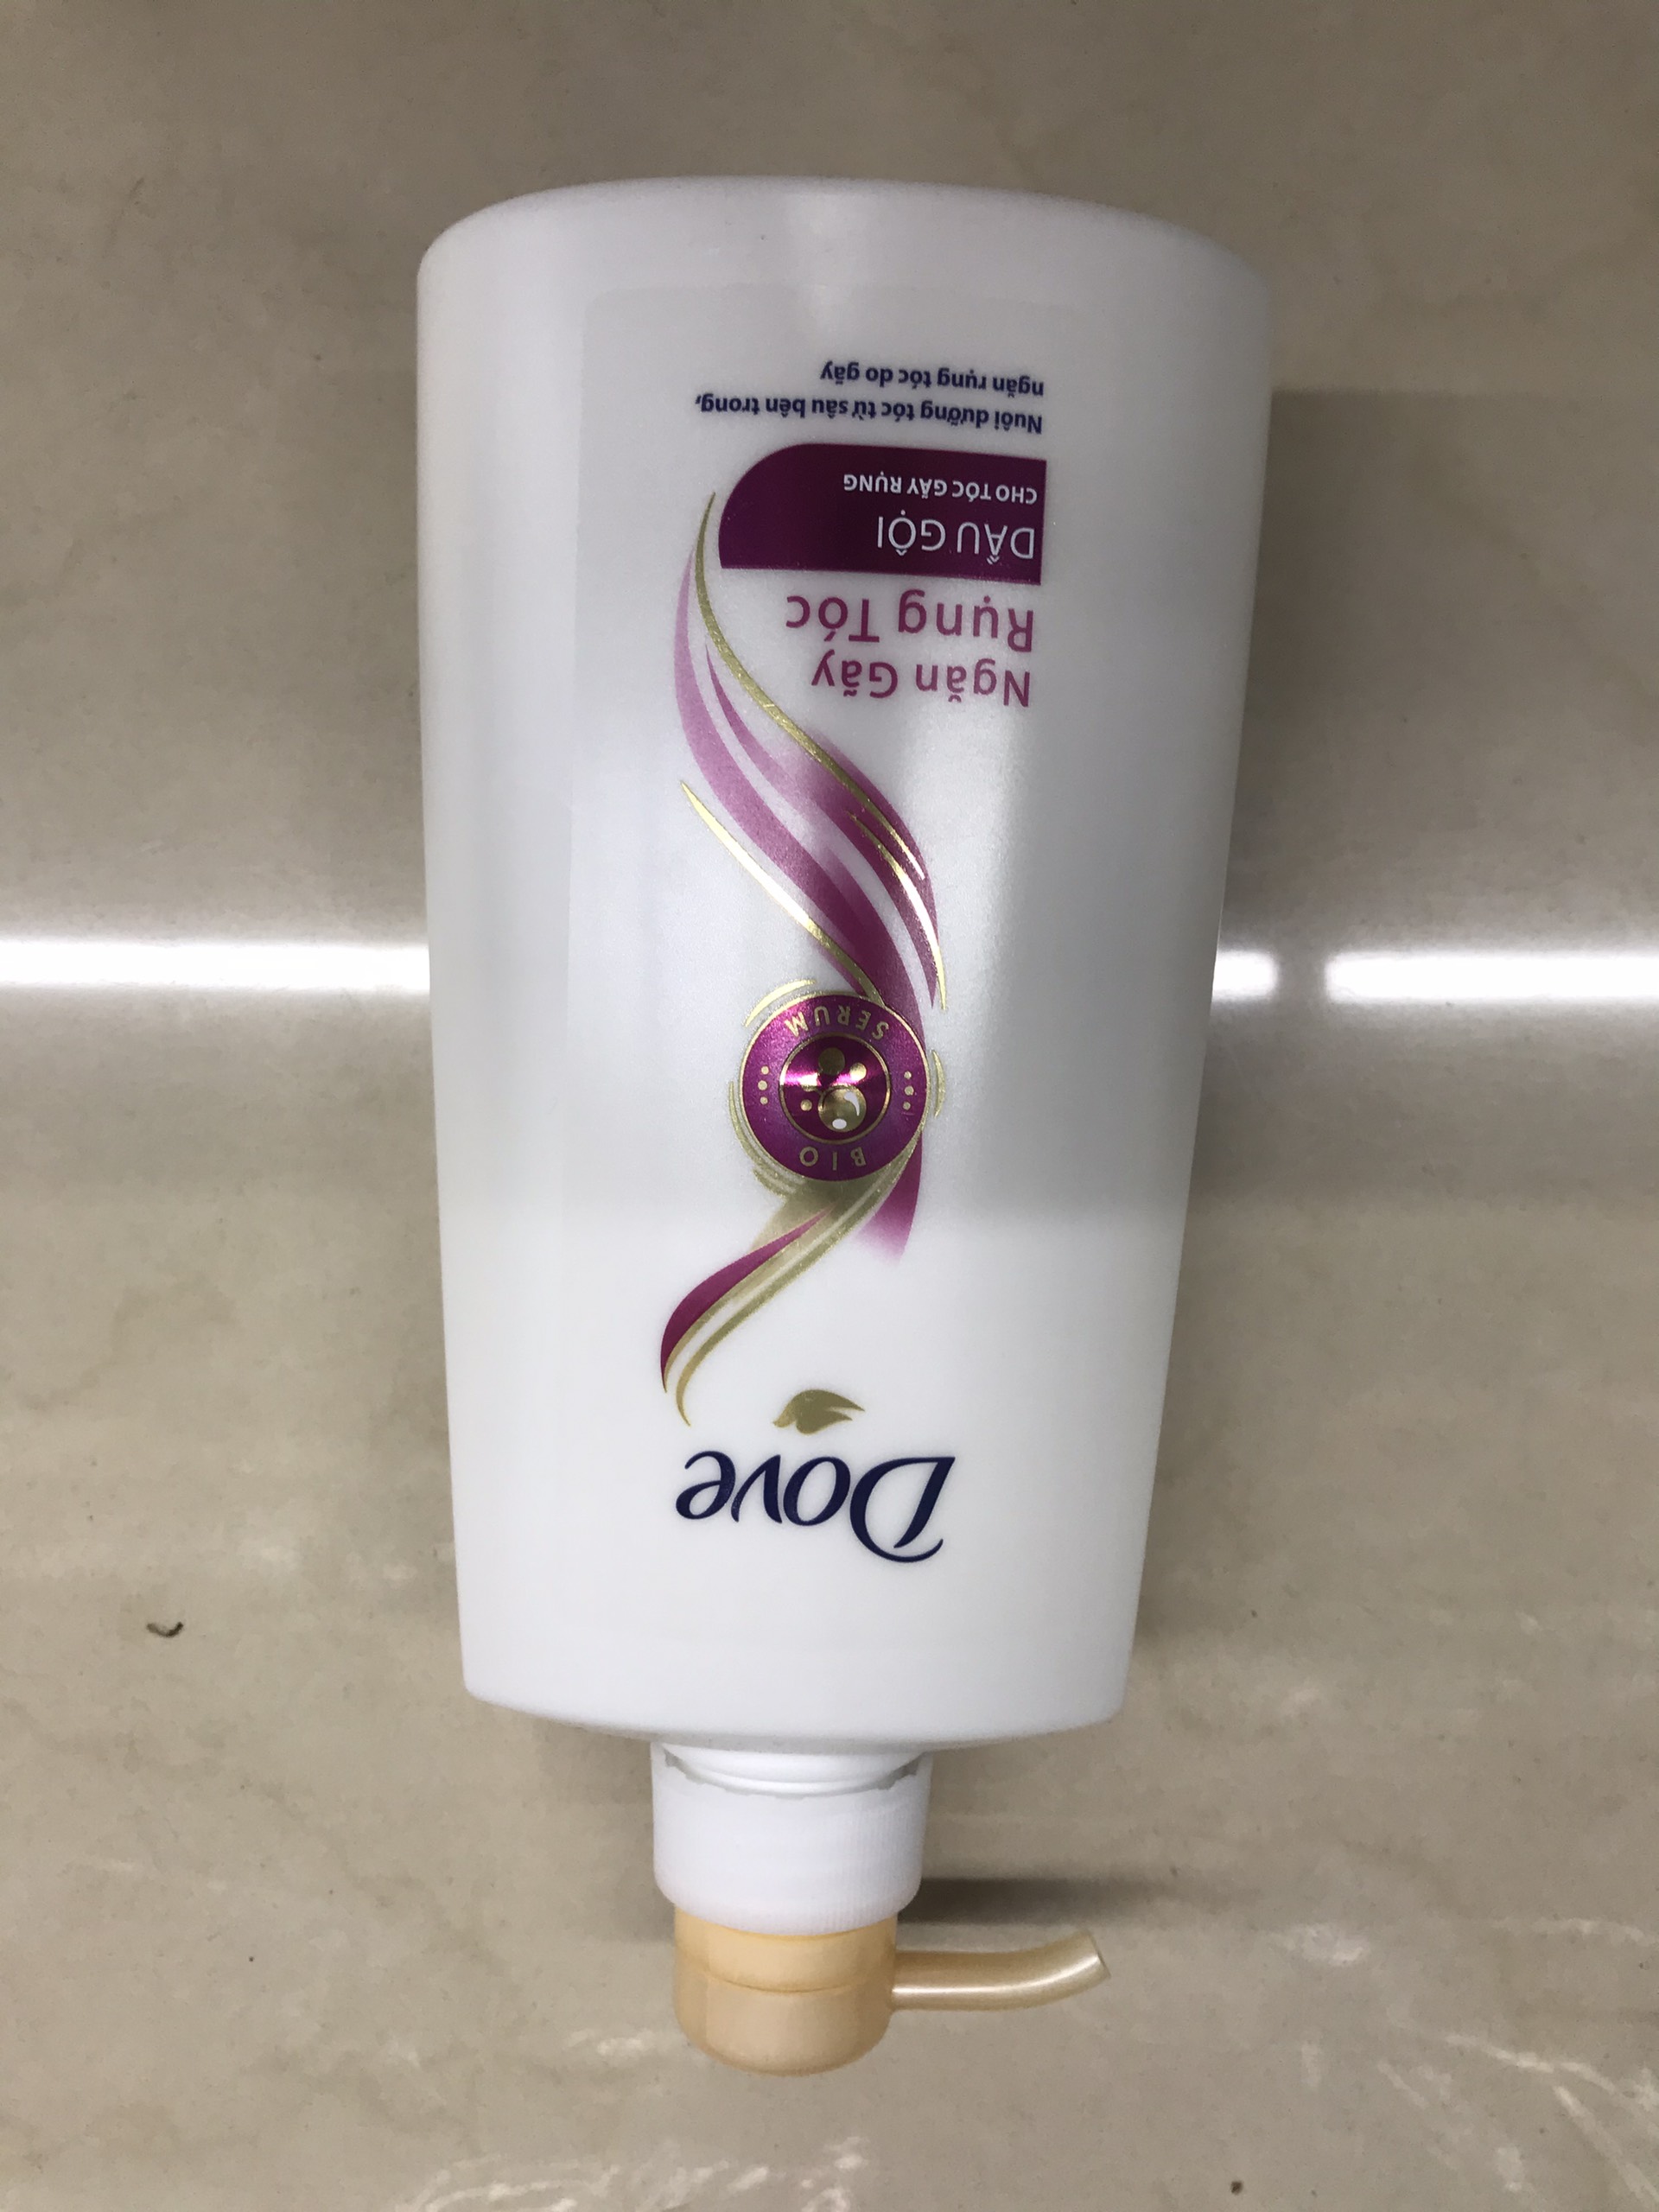 Dove
BIO
SERUM
Ngăn Gãy
Rụng Tóc
DẦU GỘI
CHO TÓC GÃY RỤNG
Nuôi dưỡng tóc từ sâu bên trong,
ngăn rụng tóc do gãy